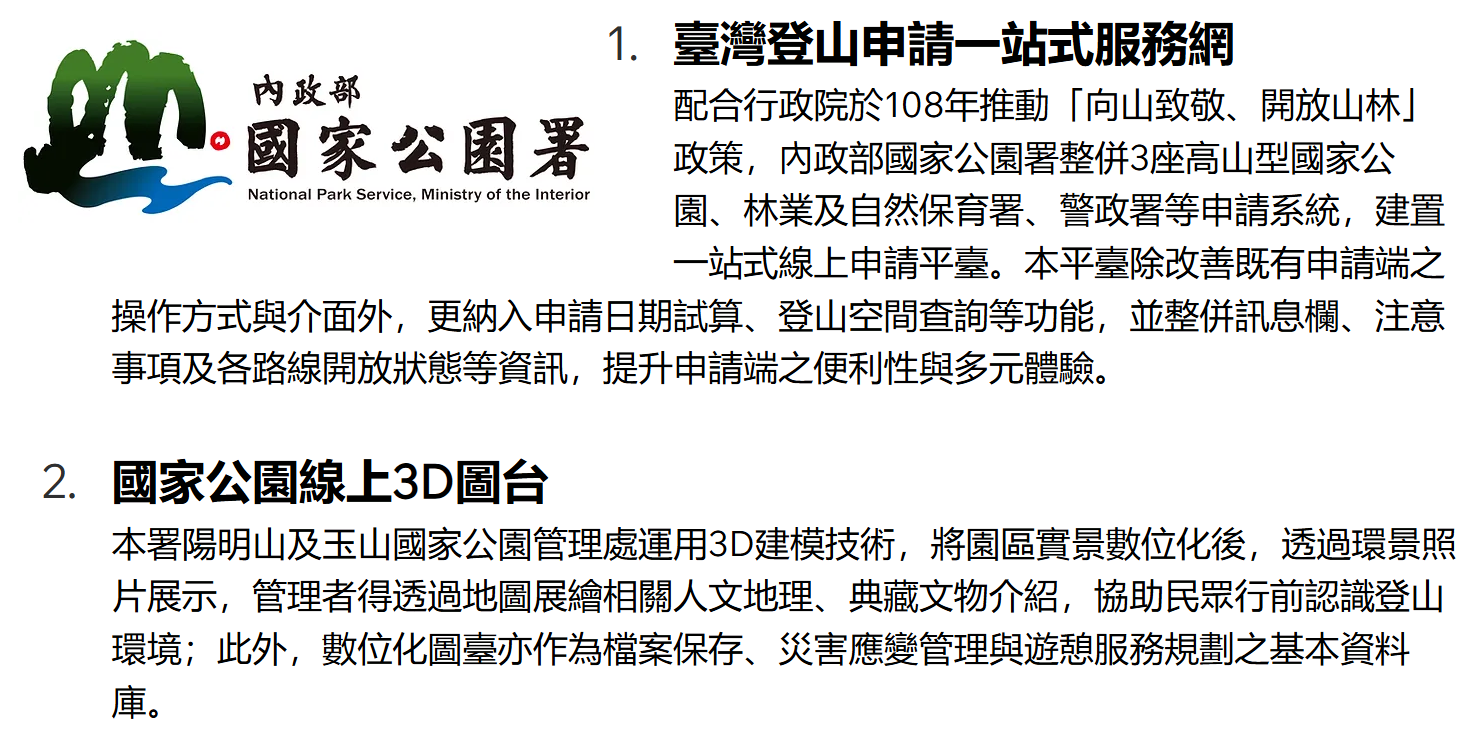 內政部
國家公園署
National Park Service, Ministry of the Interior
1. 臺灣登山申請一站式服務網
配合行政院於108年推動「向山致敬、開放山林」
政策，內政部國家公園署整併3座高山型國家公
園、林業及自然保育署、警政署等申請系統，建置
一站式線上申請平臺。本平臺除改善既有申請端之
操作方式與介面外，更納入申請日期試算、登山空間查詢等功能，並整併訊息欄、注意
事項及各路線開放狀態等資訊，提升申請端之便利性與多元體驗。
2. 國家公園線上3D圖台
本署陽明山及玉山國家公園管理處運用3D建模技術，將園區實景數位化後，透過環景照
片展示，管理者得透過地圖展繪相關人文地理、典藏文物介紹，協助民眾行前認識登山
環境；此外，數位化圖臺亦作為檔案保存、災害應變管理與遊憩服務規劃之基本資料
庫。